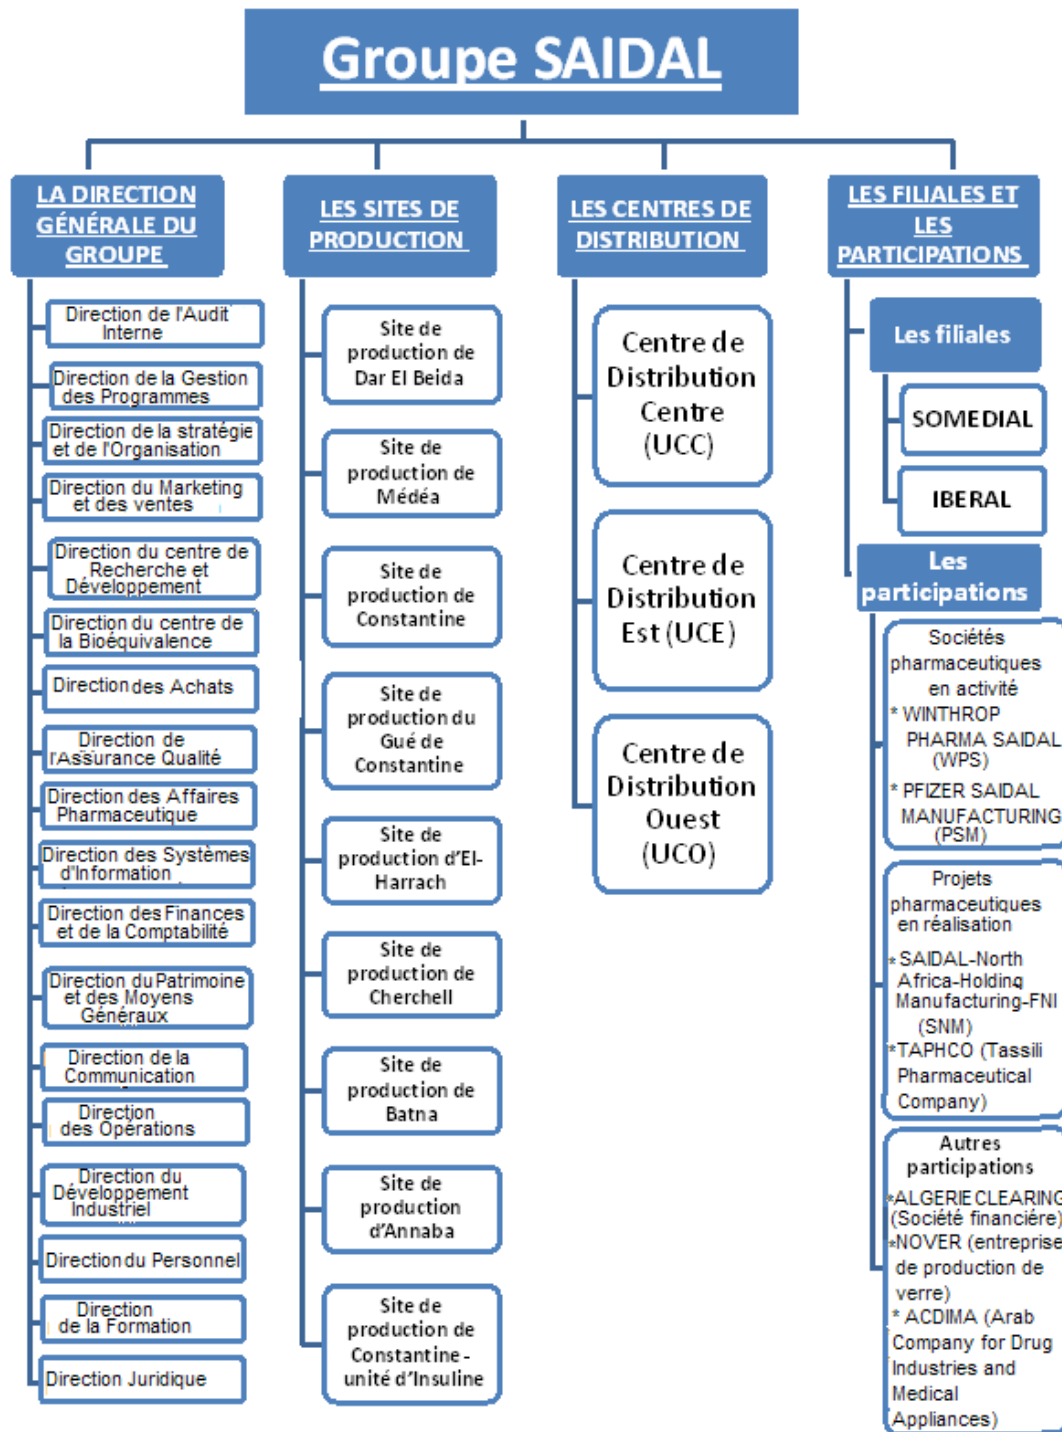 Groupe SAIDAL
LA DIRECTION
GÉNÉRALE DU
GROUPE
Direction de l'Audit
Interne
Direction de la Gestion
des Programmes
Direction de la stratégie
et de l'Organisation
Direction du Marketing
et des ventes
Direction du centre de
Recherche et
Développement
Direction du centre de
la Bioéquivalence
Direction des Achats
Direction de
l'Assurance Qualité
Direction des Affaires
Pharmaceutique
Direction des Systèmes
d'Information
Direction des Finances
et de la Comptabilité
Direction du Patrimoine
et des Moyens
Généraux
Direction de la
Communication
Direction
des Opérations
Direction du
Développement
Industriel
Direction du Personnel
Direction
de la Formation
Direction Juridique
LES SITES DE
PRODUCTION
Site de
production de
Dar El Beida
Site de
production de
Médéa
Site de
production de
Constantine
Site de
production du
Gué de
Constantine
Site de
production d'El-
Harrach
Site de
production de
Cherchell
Site de
production de
Batna
Site de
production
d'Annaba
Site de
production de
Constantine -
unité d'Insuline
LES CENTRES DE
DISTRIBUTION
Centre de
Distribution
Centre
(UCC)
Centre de
Distribution
Est (UCE)
Centre de
Distribution
Ouest
(UCO)
LES FILIALES ET
LES
PARTICIPATIONS
Les filiales
SOMEDIAL
IBERAL
Les
participations
Sociétés
pharmaceutiques
en activité
* WINTHROP
PHARMA SAIDAL
(WPS)
* PFIZER SAIDAL
MANUFACTURING
(PSM)
Projets
pharmaceutiques
en réalisation
* SAIDAL-North
Africa-Holding
Manufacturing-FNI
(SNM)
*TAPHCO (Tassili
Pharmaceutical
Company)
Autres
participations
*ALGERIECLEARING
(Société financiére)
*NOVER (entreprise
de production de
verre)
* ACDIMA (Arab
Company for Drug
Industries and
Medical
Appliances)